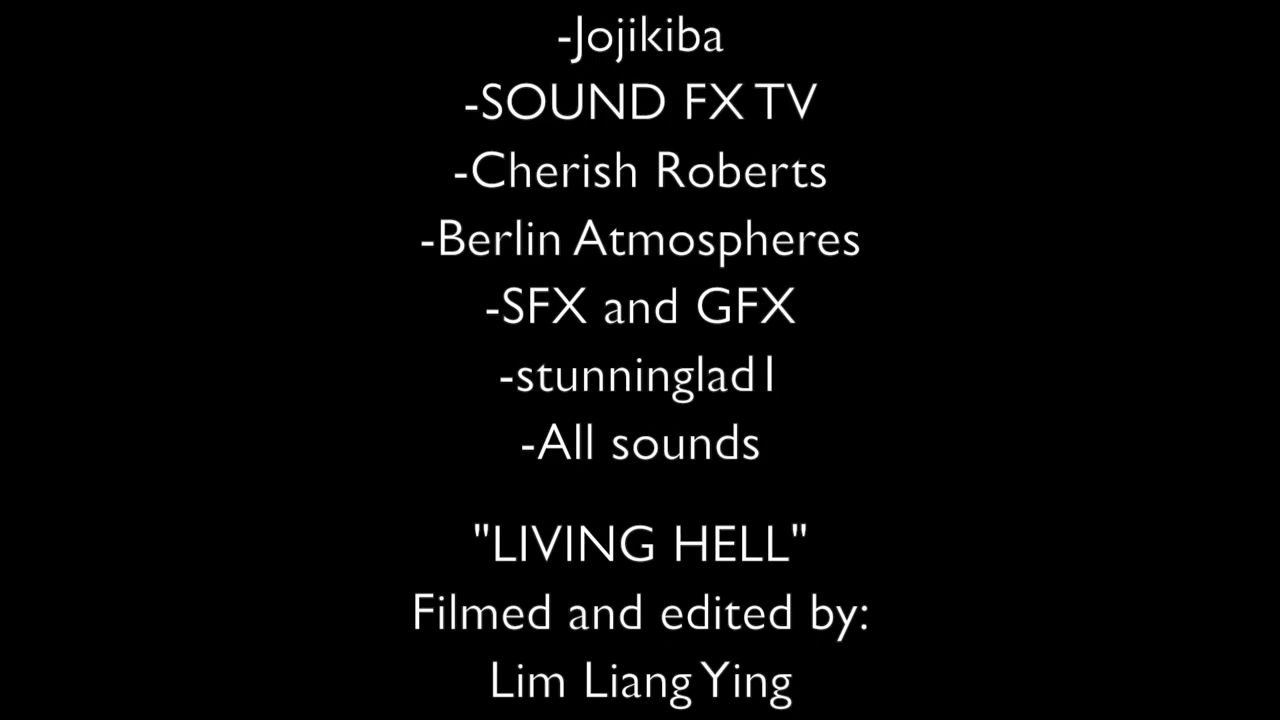 -Jojikiba
-SOUND FX TV
-Cherish Roberts
-Berlin Atmospheres
-SFX and GFX
-stunninglad1
-All sounds
"LIVING HELL"
Filmed and edited by:
Lim Liang Ying